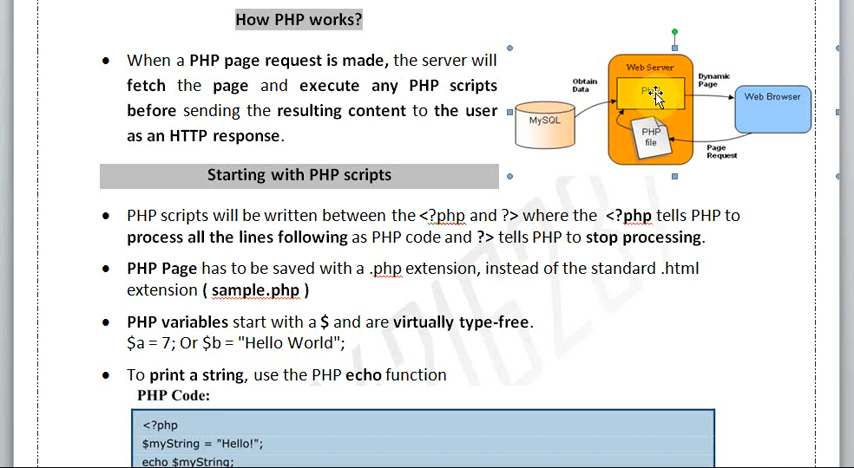 How PHP works?
• When a PHP page request is made, the server will
fetch the page and execute any PHP scripts
before sending the resulting content to the user
as an HTTP response.
Web Server
Obtain
Data
Dynamic
Page
Web Browser
MySQL
PHP
file
Page
Request
Starting with PHP scripts
• PHP scripts will be written between the <?php and ?> where the <?php tells PHP to
process all the lines following as PHP code and ?> tells PHP to stop processing.
• PHP Page has to be saved with a .php extension, instead of the standard .html
extension ( sample.php )
• PHP variables start with a $ and are virtually type-free.
$a = 7; Or $b = "Hello World";
• To print a string, use the PHP echo function
PHP Code:
<?php
$myString = "Hello!";
echo $myString;